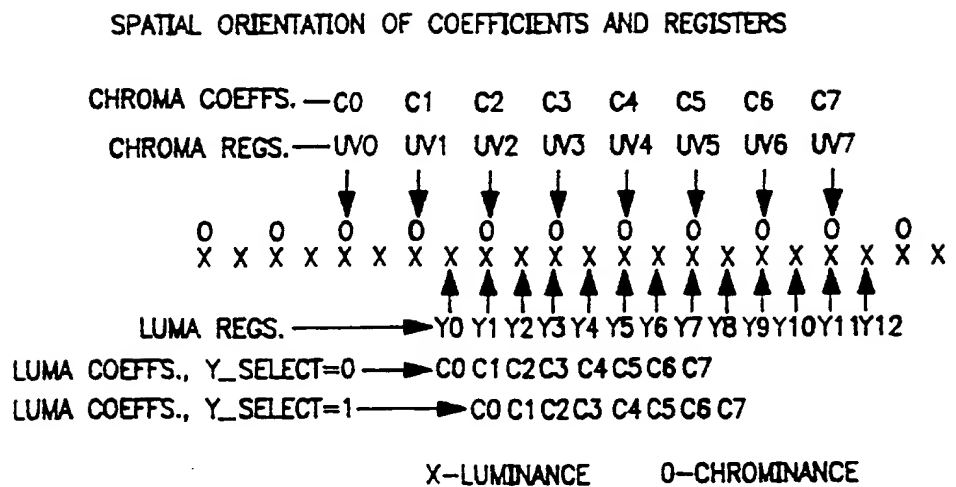 SPATIAL ORIENTATION OF COEFFICIENTS AND REGISTERS
CHROMA COEFFS. — C0 C1 C2 C3 C4 C5 C6 C7
CHROMA REGS. — UV0 UV1 UV2 UV3 UV4 UV5 UV6 UV7
O O O O O O O O O O O
X X X X X X X X X X X X X X X X X X X X X X
LUMA REGS. Y0 Y1 Y2 Y3 Y4 Y5 Y6 Y7 Y8 Y9 Y10 Y11 Y12
LUMA COEFFS., Y_SELECT=0 C0 C1 C2 C3 C4 C5 C6 C7
LUMA COEFFS., Y_SELECT=1 C0 C1 C2 C3 C4 C5 C6 C7
X-LUMINANCE O-CHROMINANCE